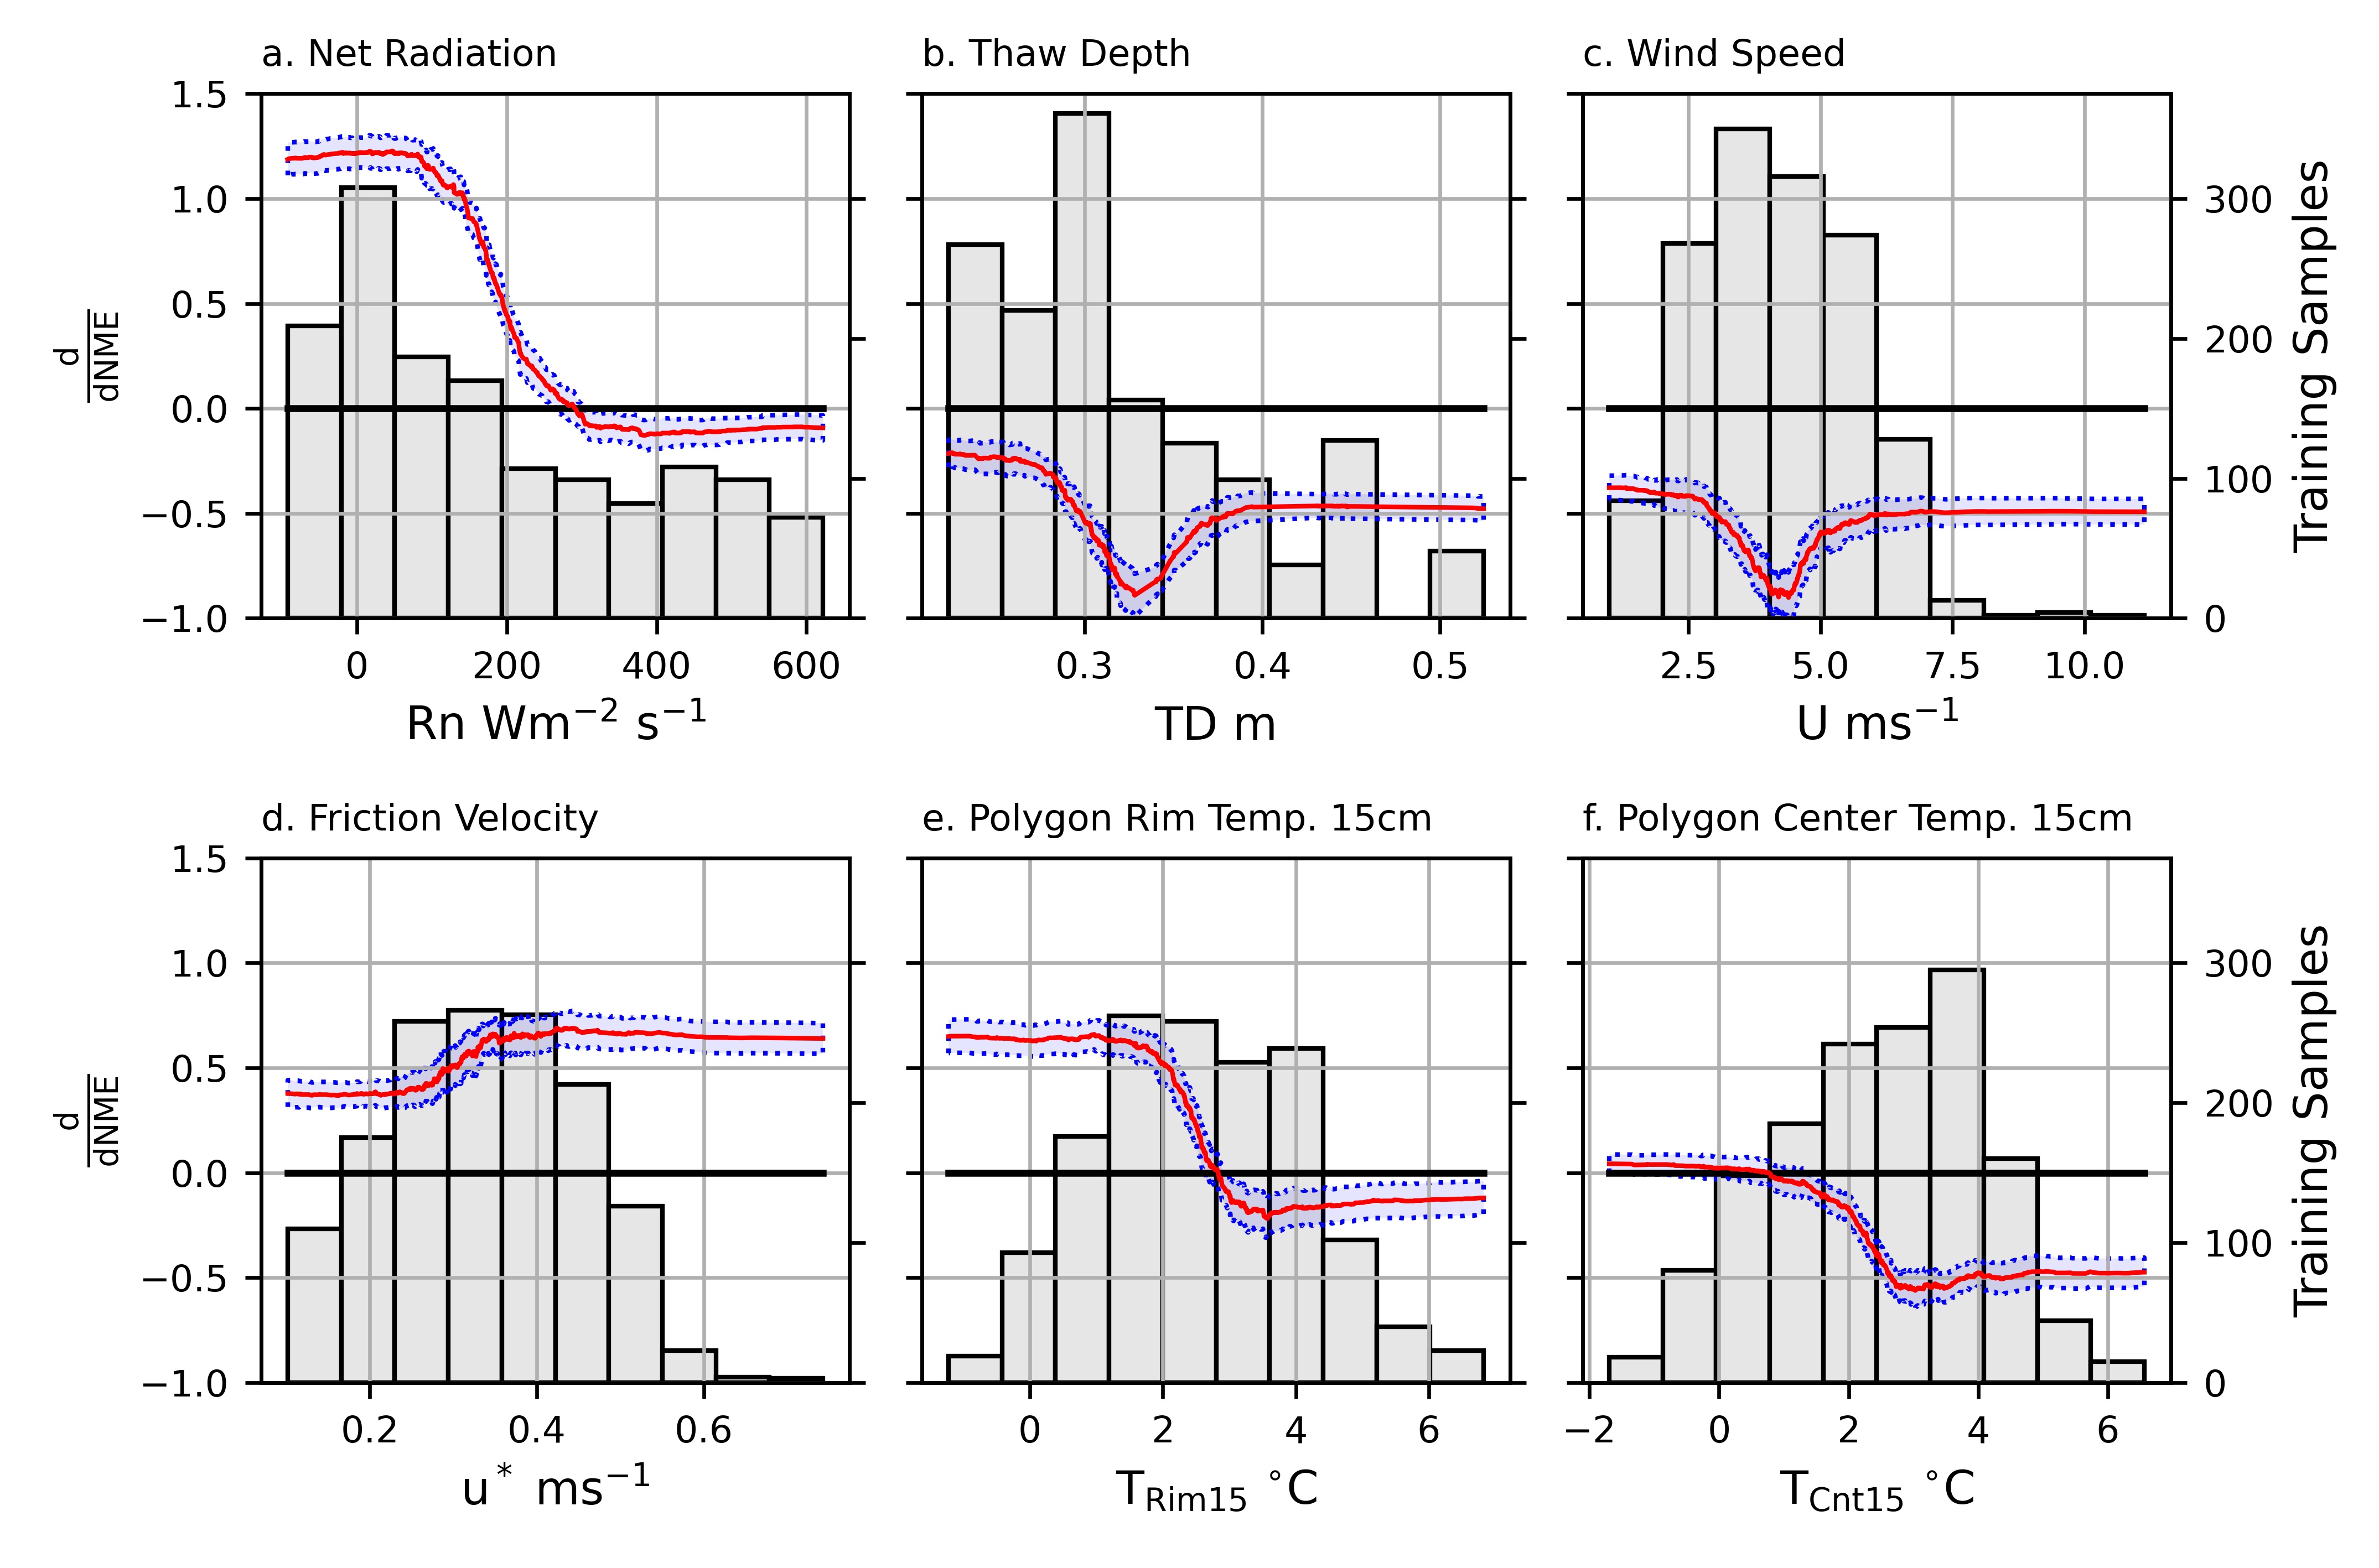 a. Net Radiation
b. Thaw Depth
c. Wind Speed
1.5
1.0
0.5
0.0
−0.5
−1.0
d/dNME
300
200
100
0
Training Samples
0 200 400 600
0.3 0.4 0.5
2.5 5.0 7.5 10.0
Rn Wm⁻² s⁻¹
TD m
U ms⁻¹
d. Friction Velocity
e. Polygon Rim Temp. 15cm
f. Polygon Center Temp. 15cm
1.5
1.0
0.5
0.0
−0.5
−1.0
d/dNME
300
200
100
0
Training Samples
0.2 0.4 0.6
0 2 4 6
−2 0 2 4 6
u* ms⁻¹
T_Rim15 °C
T_Cnt15 °C